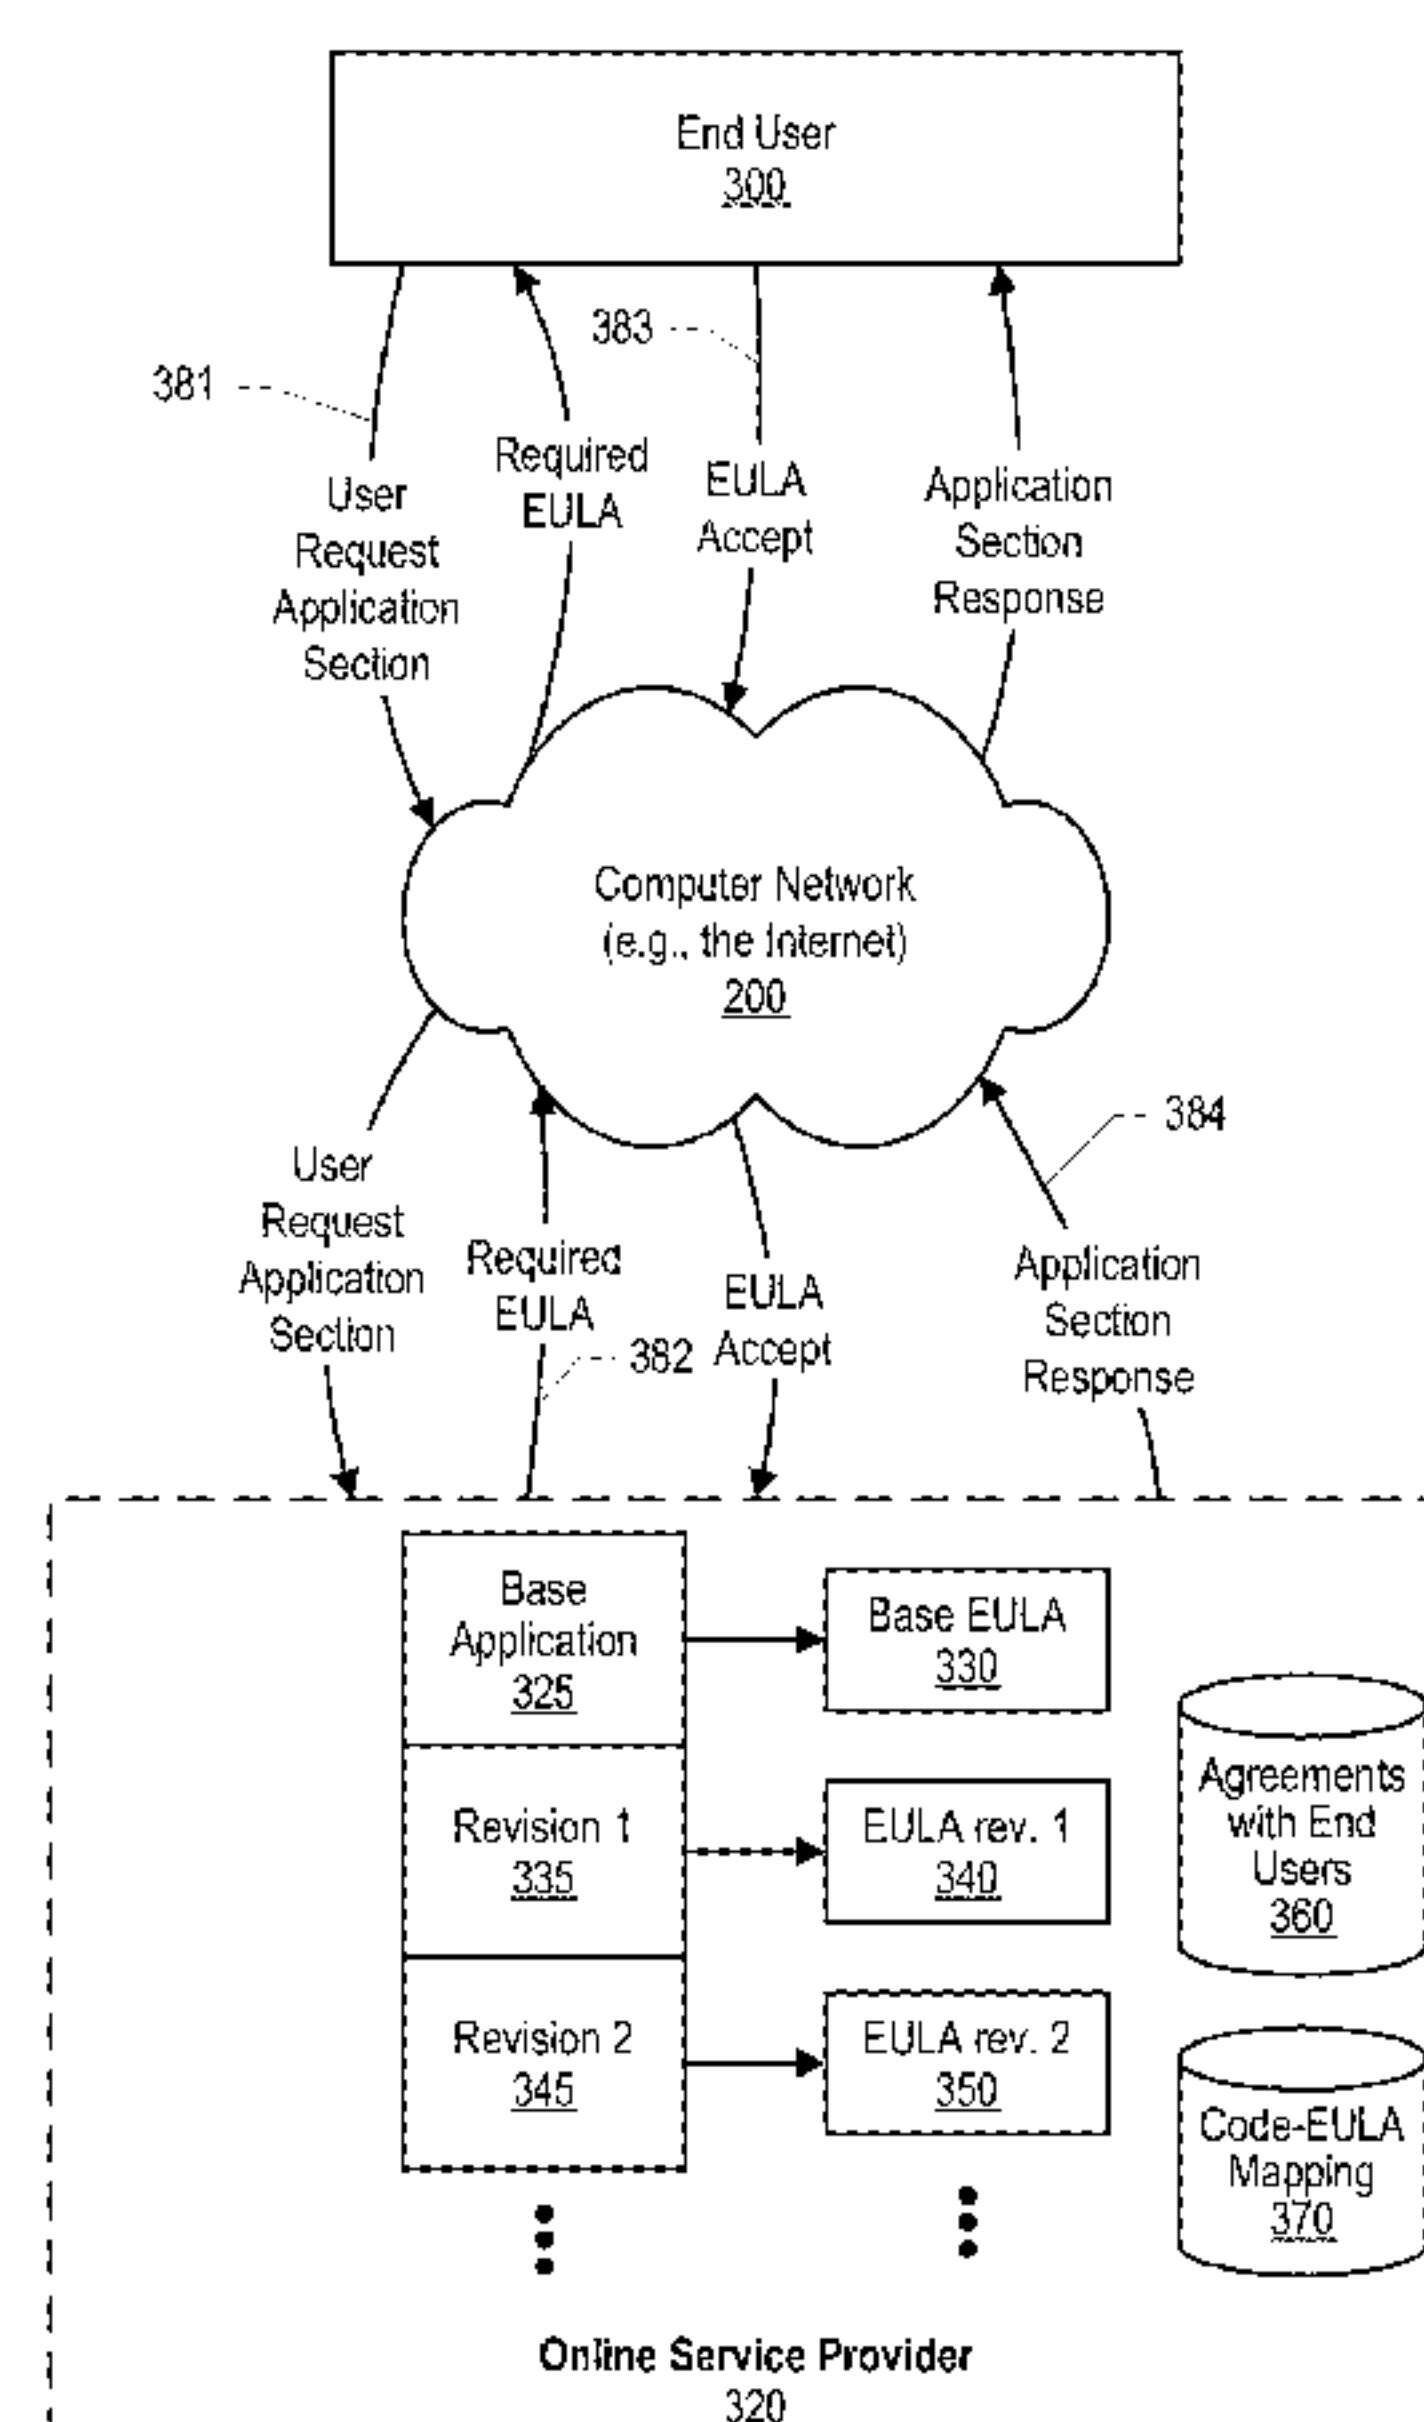 End User
300
383
381
Required
EULA
EULA
Accept
Application
Section
Response
User
Request
Application
Section
Computer Network
(e.g., the Internet)
200
384
User
Request
Application
Section
Required
EULA
382
EULA
Accept
Application
Section
Response
Base
Application
325
Base EULA
330
Revision 1
335
EULA rev. 1
340
Agreements
with End
Users
360
Revision 2
345
EULA rev. 2
350
Code-EULA
Mapping
370
Online Service Provider
320